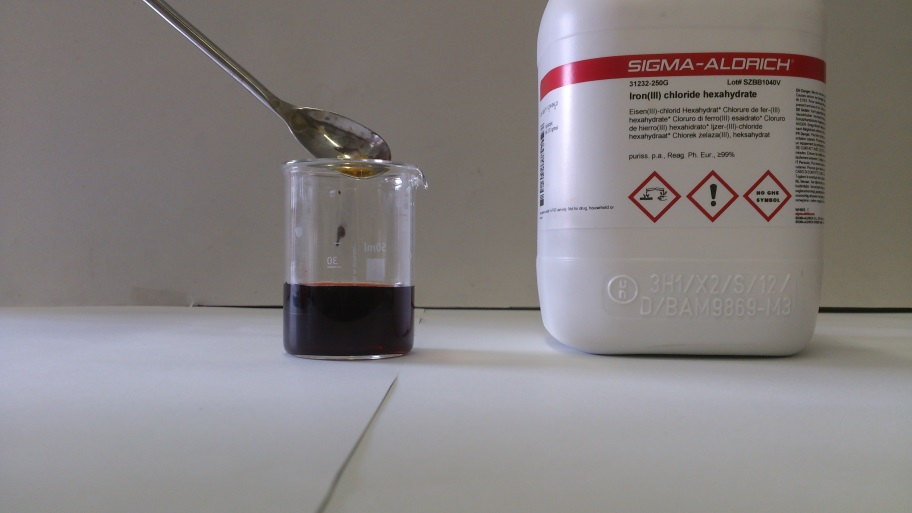 SIGMA-ALDRICH®
31232-250G Lot# SZBB1040V
Iron(III) chloride hexahydrate
Eisen(III)-chlorid Hexahydrat* Chlorure de fer-(III)
hexahydrate* Cloruro di ferro(III) esaidrato* Cloruro
de hierro(III) hexahidrato* Ijzer-(III)-chloride
hexahydraat* Chlorek żelaza(III), heksahydrat
puriss. p.a., Reag. Ph. Eur., ≥99%
NO GHS
SYMBOL
3H1/X2/S/12/
D/BAM9869-M3
un
50ml
30